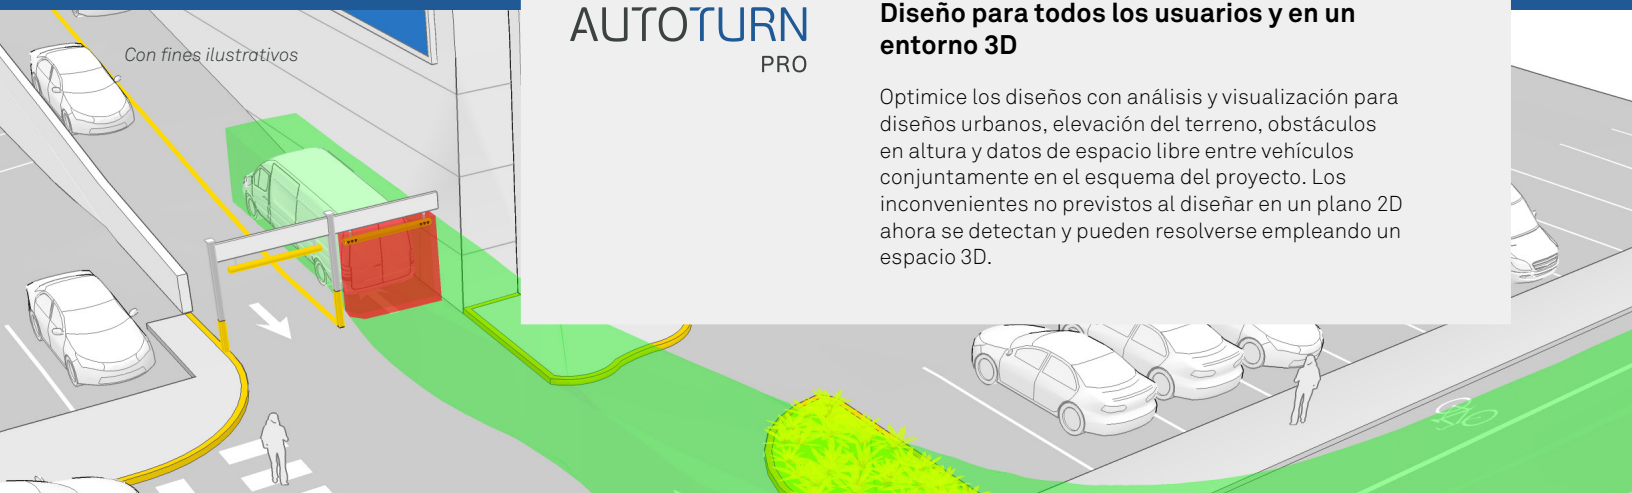 Con fines ilustrativos
AUTOTURN
PRO
Diseño para todos los usuarios y en un
entorno 3D
Optimice los diseños con análisis y visualización para
diseños urbanos, elevación del terreno, obstáculos
en altura y datos de espacio libre entre vehículos
conjuntamente en el esquema del proyecto. Los
inconvenientes no previstos al diseñar en un plano 2D
ahora se detectan y pueden resolverse empleando un
espacio 3D.